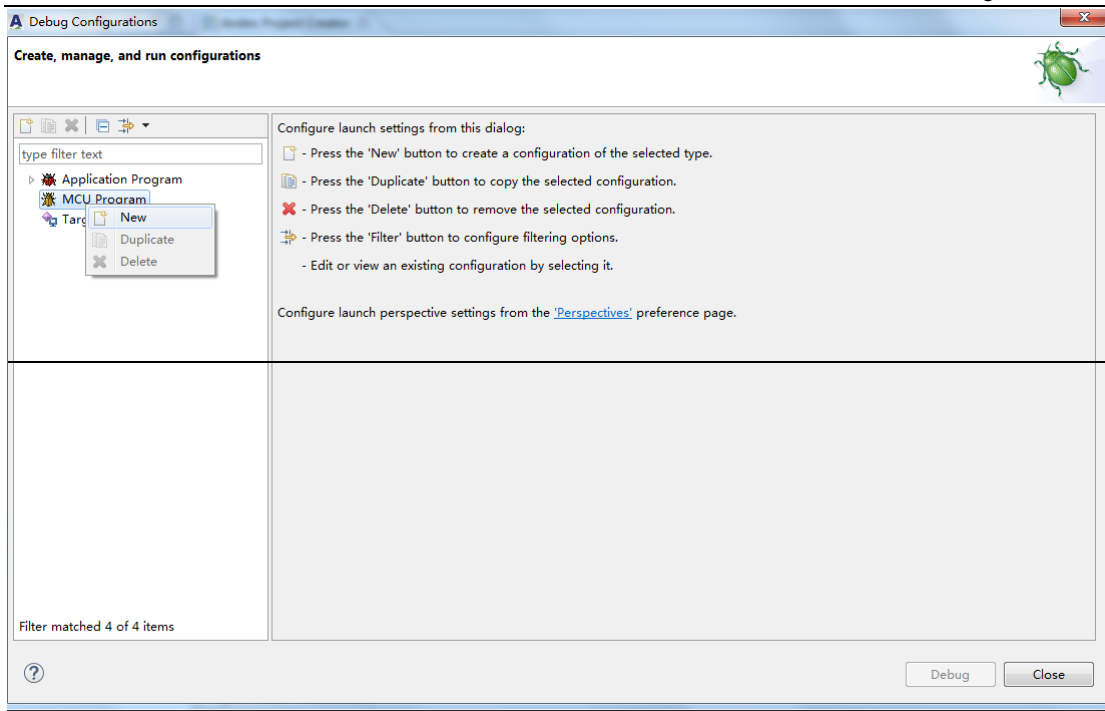 Debug Configurations
Create, manage, and run configurations
type filter text
Application Program
MCU Program
Targ
New
Duplicate
Delete
Filter matched 4 of 4 items
Configure launch settings from this dialog:
- Press the 'New' button to create a configuration of the selected type.
- Press the 'Duplicate' button to copy the selected configuration.
- Press the 'Delete' button to remove the selected configuration.
- Press the 'Filter' button to configure filtering options.
- Edit or view an existing configuration by selecting it.
Configure launch perspective settings from the 'Perspectives' preference page.
Debug
Close